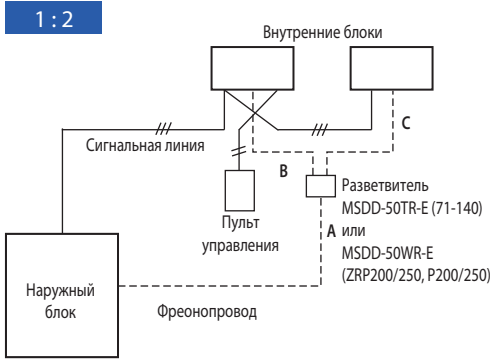 1 : 2
Внутренние блоки
C
Сигнальная линия
B
Разветвитель
MSDD-50TR-E (71-140)
A или
MSDD-50WR-E
(ZRP200/250, P200/250)
Пульт
управления
Наружный
блок
Фреонопровод